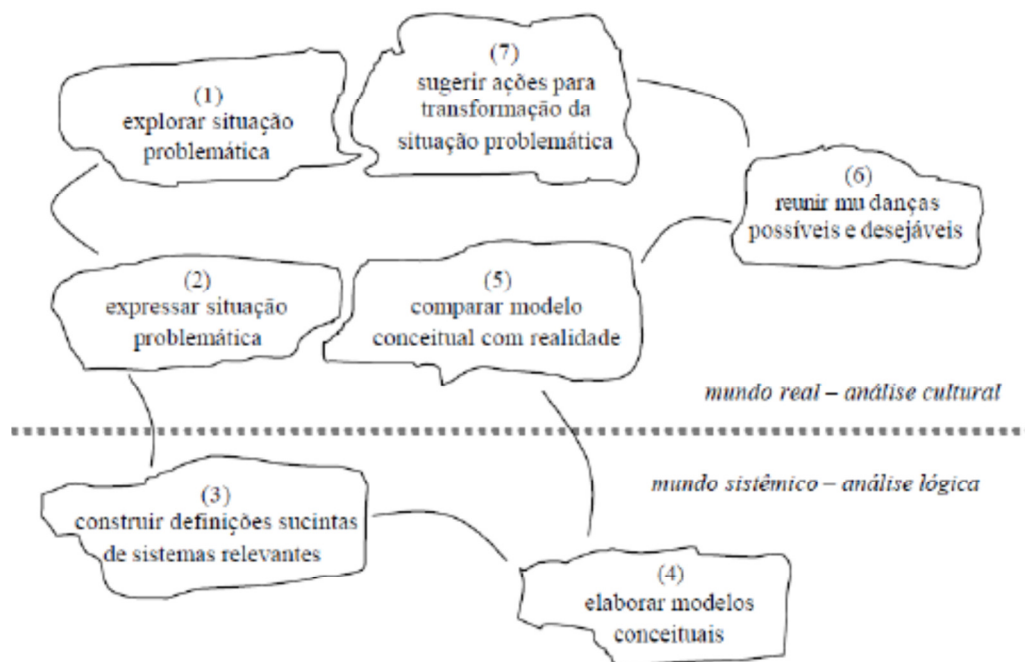 (1)
explorar situação
problemática
(7)
sugerir ações para
transformação da
situação problemática
(6)
reunir mu danças
possíveis e desejáveis
(2)
expressar situação
problemática
(5)
comparar modelo
conceitual com realidade
mundo real – análise cultural
mundo sistêmico – análise lógica
(3)
construir definições sucintas
de sistemas relevantes
(4)
elaborar modelos
conceituais